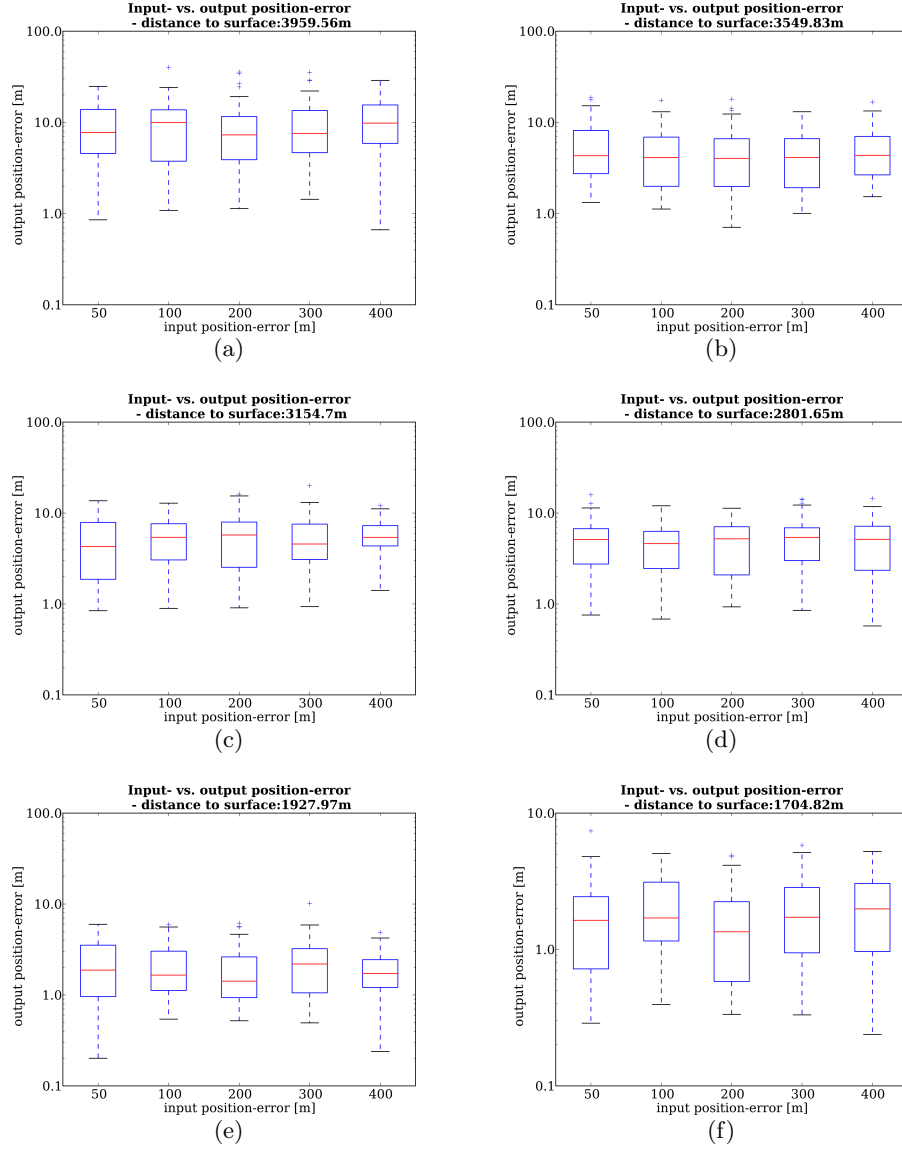 Input- vs. output position-error
- distance to surface:3959.56m
100.0
10.0
1.0
0.1
output position-error [m]
50 100 200 300 400
input position-error [m]
(a)
Input- vs. output position-error
- distance to surface:3549.83m
100.0
10.0
1.0
0.1
output position-error [m]
50 100 200 300 400
input position-error [m]
(b)
Input- vs. output position-error
- distance to surface:3154.7m
100.0
10.0
1.0
0.1
output position-error [m]
50 100 200 300 400
input position-error [m]
(c)
Input- vs. output position-error
- distance to surface:2801.65m
100.0
10.0
1.0
0.1
output position-error [m]
50 100 200 300 400
input position-error [m]
(d)
Input- vs. output position-error
- distance to surface:1927.97m
100.0
10.0
1.0
0.1
output position-error [m]
50 100 200 300 400
input position-error [m]
(e)
Input- vs. output position-error
- distance to surface:1704.82m
10.0
1.0
0.1
output position-error [m]
50 100 200 300 400
input position-error [m]
(f)